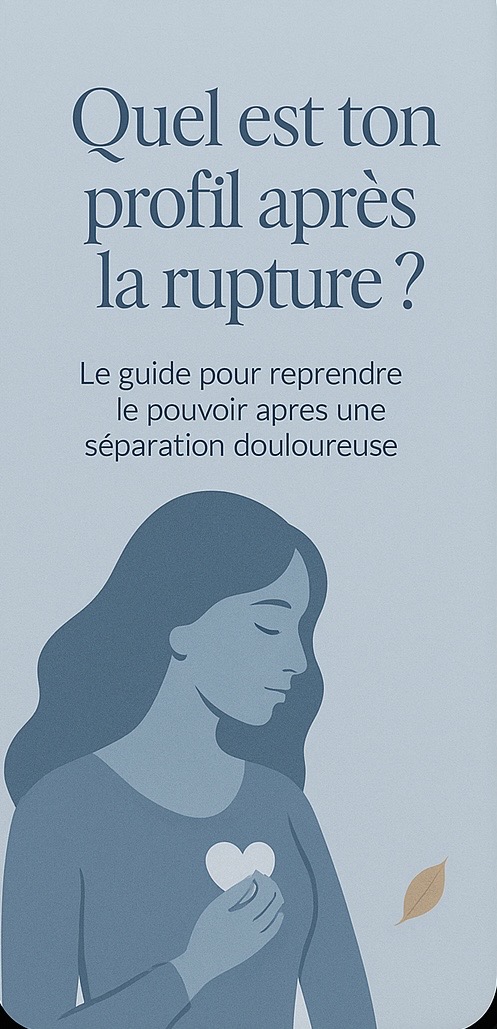 Quel est ton
profil après
la rupture ?
Le guide pour reprendre
le pouvoir apres une
séparation douloureuse